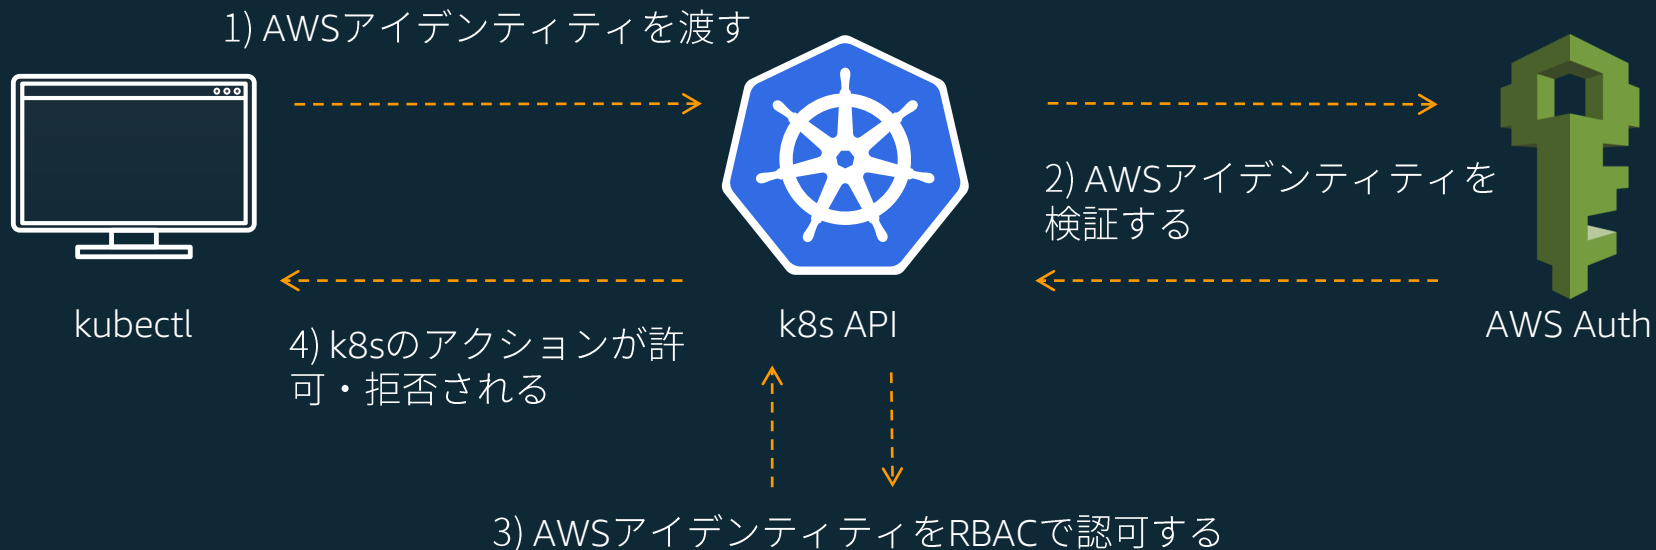 1) AWSアイデンティティを渡す
2) AWSアイデンティティを
検証する
kubectl
k8s API
AWS Auth
4) k8sのアクションが許
可・拒否される
3) AWSアイデンティティをRBACで認可する